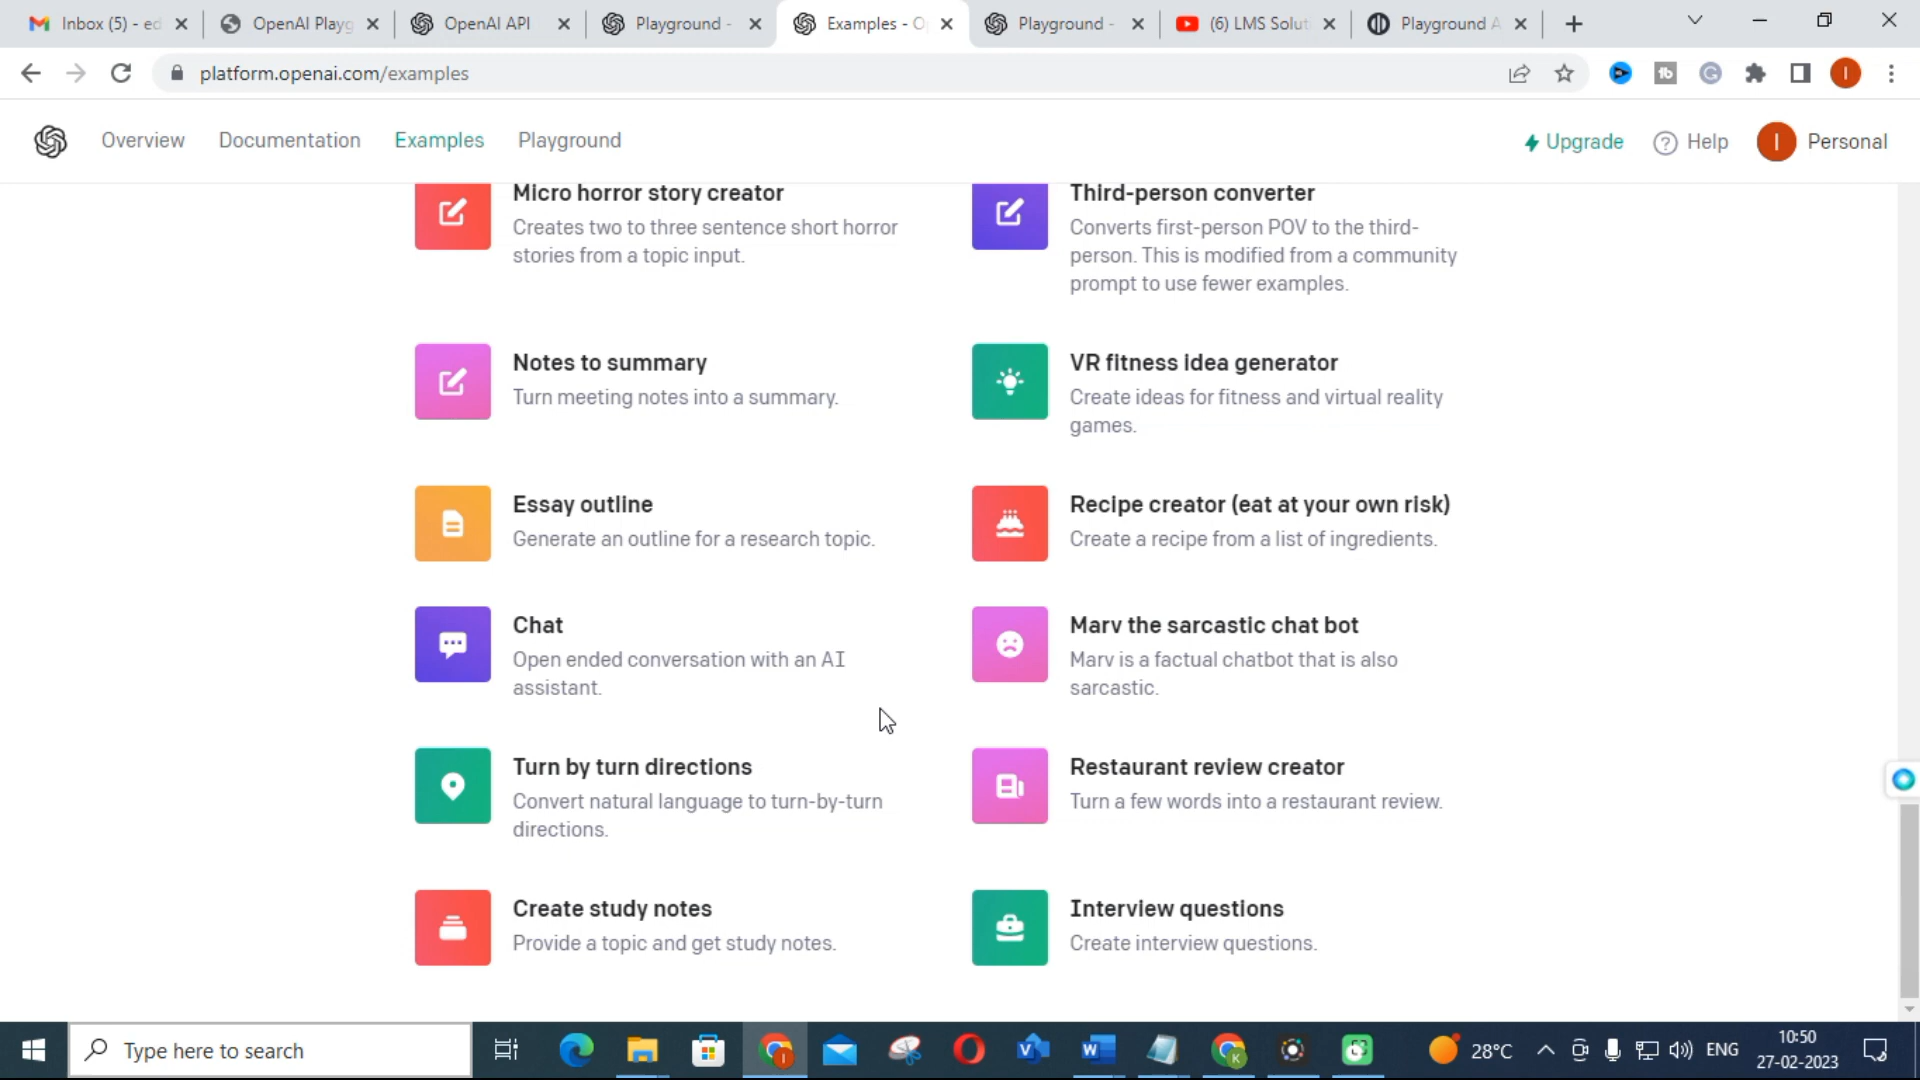 Inbox (5) - ed
OpenAI Playg
OpenAI API
Playground -
Examples - O
Playground -
(6) LMS Solut
Playground A
platform.openai.com/examples
Overview
Documentation
Examples
Playground
Upgrade
Help
I
Personal
Micro horror story creator
Creates two to three sentence short horror
stories from a topic input.
Third-person converter
Converts first-person POV to the third-
person. This is modified from a community
prompt to use fewer examples.
Notes to summary
Turn meeting notes into a summary.
VR fitness idea generator
Create ideas for fitness and virtual reality
games.
Essay outline
Generate an outline for a research topic.
Recipe creator (eat at your own risk)
Create a recipe from a list of ingredients.
Chat
Open ended conversation with an AI
assistant.
Marv the sarcastic chat bot
Marv is a factual chatbot that is also
sarcastic.
Turn by turn directions
Convert natural language to turn-by-turn
directions.
Restaurant review creator
Turn a few words into a restaurant review.
Create study notes
Provide a topic and get study notes.
Interview questions
Create interview questions.
Type here to search
28°C
ENG
10:50
27-02-2023